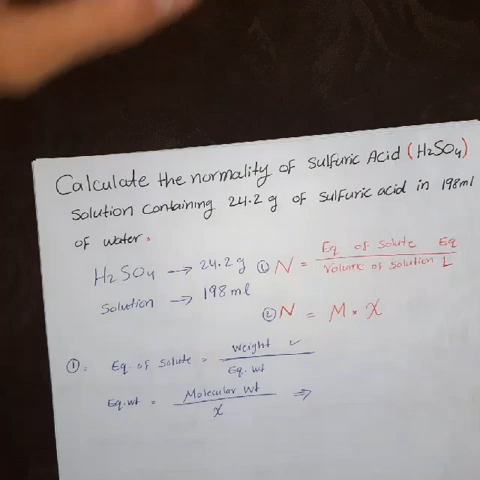 Calculate the normality of sulfuric Acid (H2SO4)
solution containing 24.2 g of sulfuric acid in 198ml
of water.
H2SO4 → 24.2 g
Solution → 198 ml
① N = Eq of solute Eq
Volume of solution L
② N = M * X
①: Eq. of solute = Weight ✓
Eq. wt
Eq.wt = Molecular wt ⇒
X